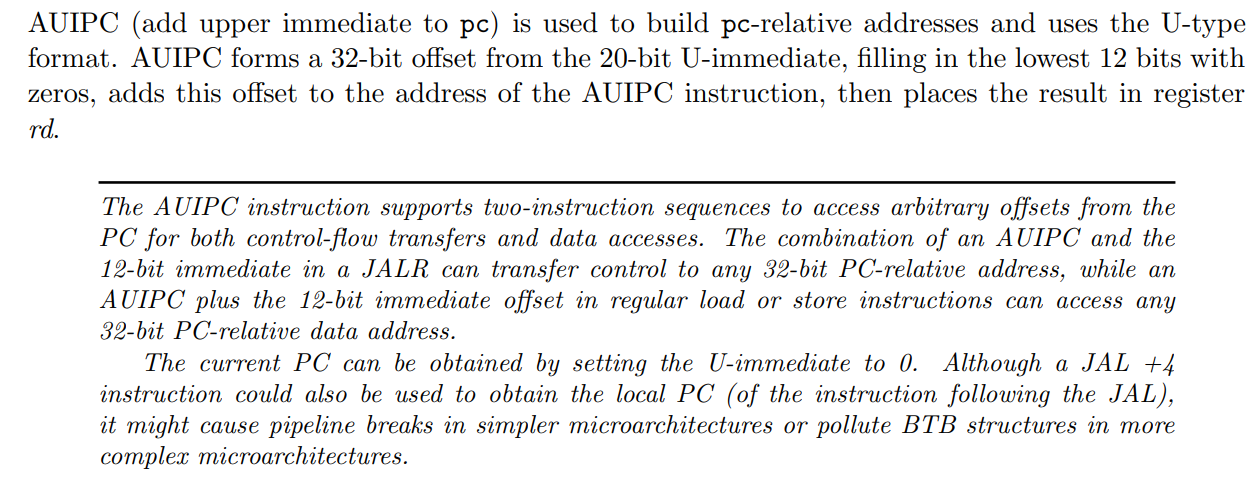 AUIPC (add upper immediate to pc) is used to build pc-relative addresses and uses the U-type
format. AUIPC forms a 32-bit offset from the 20-bit U-immediate, filling in the lowest 12 bits with
zeros, adds this offset to the address of the AUIPC instruction, then places the result in register
rd.
The AUIPC instruction supports two-instruction sequences to access arbitrary offsets from the
PC for both control-flow transfers and data accesses. The combination of an AUIPC and the
12-bit immediate in a JALR can transfer control to any 32-bit PC-relative address, while an
AUIPC plus the 12-bit immediate offset in regular load or store instructions can access any
32-bit PC-relative data address.
The current PC can be obtained by setting the U-immediate to 0. Although a JAL +4
instruction could also be used to obtain the local PC (of the instruction following the JAL),
it might cause pipeline breaks in simpler microarchitectures or pollute BTB structures in more
complex microarchitectures.